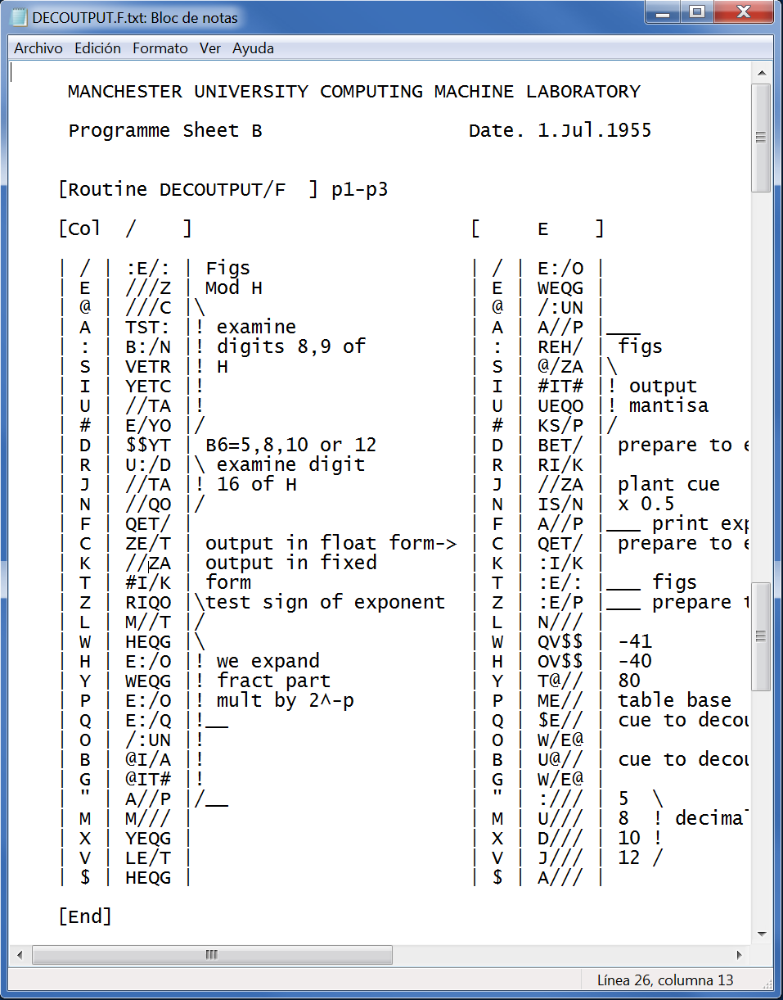 DECOUTPUT.F.txt: Bloc de notas
Archivo Edición Formato Ver Ayuda
MANCHESTER UNIVERSITY COMPUTING MACHINE LABORATORY
Programme Sheet B Date. 1.Jul.1955
[Routine DECOUTPUT/F ] p1-p3
[Col / ] [ E ]
| / | :E/: | Figs | / | E:/O |
| E | ///Z | Mod H | E | WEQG |
| @ | ///C |\ | @ | /:UN |
| A | TST: |! examine | A | A//P |___
| : | B:/N |! digits 8,9 of | : | REH/ | figs
| S | VETR |! H | S | @/ZA |\
| I | YETC |! | I | #IT# |! output
| U | //TA |! | U | UEQO |! mantisa
| # | E/YO |/ | # | KS/P |/
| D | $$YT | B6=5,8,10 or 12 | D | BET/ | prepare to e
| R | U:/D |\ examine digit | R | RI/K |
| J | //TA |! 16 of H | J | //ZA | plant cue
| N | //QO |/ | N | IS/N | x 0.5
| F | QET/ | | F | A//P |___ print exp
| C | ZE/T | output in float form-> | C | QET/ | prepare to e
| K | //ZA | output in fixed | K | :I/K |
| T | #I/K | form | T | :E/: |___ figs
| Z | RIQO |\test sign of exponent | Z | :E/P |___ prepare t
| L | M//T |/ | L | N/// |
| W | HEQG |\ | W | QV$$ | -41
| H | E:/O |! we expand | H | OV$$ | -40
| Y | WEQG |! fract part | Y | T@// | 80
| P | E:/O |! mult by 2^-p | P | ME// | table base
| Q | E:/Q |!__ | Q | $E// | cue to decou
| O | /:UN |! | O | W/E@ |
| B | @I/A |! | B | U@// | cue to decou
| G | @IT# |! | G | W/E@ |
| " | A//P |/__ | " | :/// | 5 \
| M | M/// | | M | U/// | 8 ! decimal
| X | YEQG | | X | D/// | 10 !
| V | LE/T | | V | J/// | 12 /
| $ | HEQG | | $ | A/// |
[End]
Línea 26, columna 13